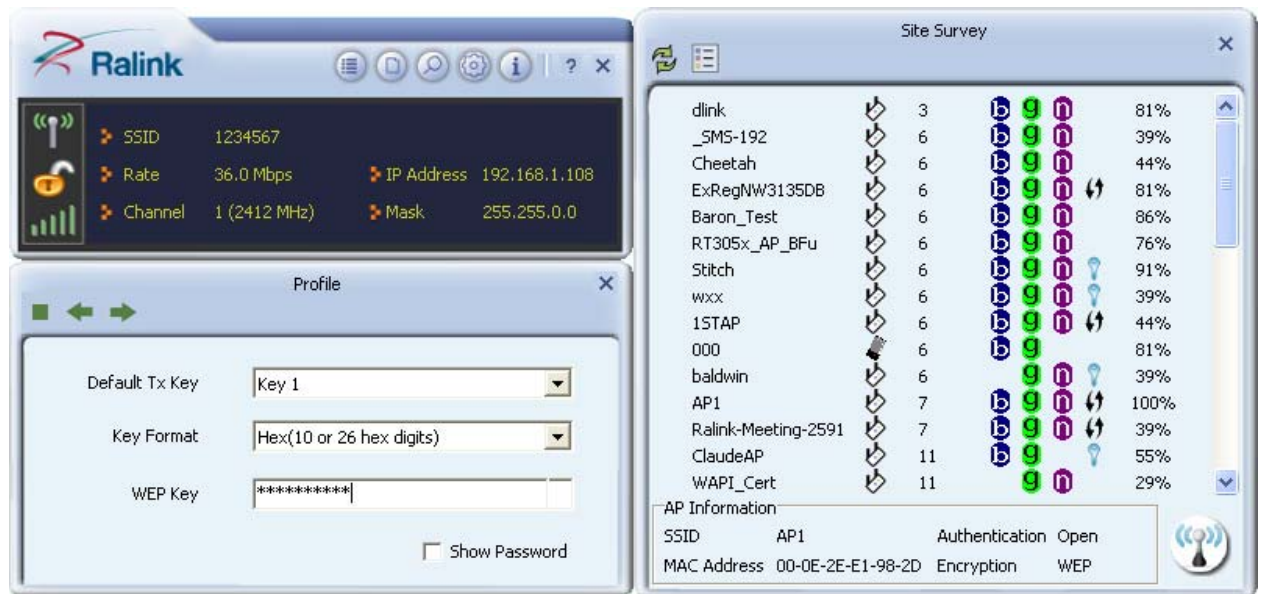 Ralink
? ×
SSID 1234567
Rate 36.0 Mbps IP Address 192.168.1.108
Channel 1 (2412 MHz) Mask 255.255.0.0
Profile
Default Tx Key Key 1
Key Format Hex(10 or 26 hex digits)
WEP Key **********
Show Password
Site Survey
dlink 3 b g n 81%
_SMS-192 6 b g n 39%
Cheetah 6 b g n 44%
ExRegNW3135DB 6 b g n 81%
Baron_Test 6 b g n 86%
RT305x_AP_BFu 6 b g n 76%
Stitch 6 b g n 91%
wxx 6 b g n 39%
1STAP 6 b g n 44%
000 6 b g 81%
baldwin 6 g n 39%
AP1 7 b g n 100%
Ralink-Meeting-2591 7 b g n 39%
ClaudeAP 11 b g 55%
WAPI_Cert 11 g n 29%
AP Information
SSID AP1 Authentication Open
MAC Address 00-0E-2E-E1-98-2D Encryption WEP